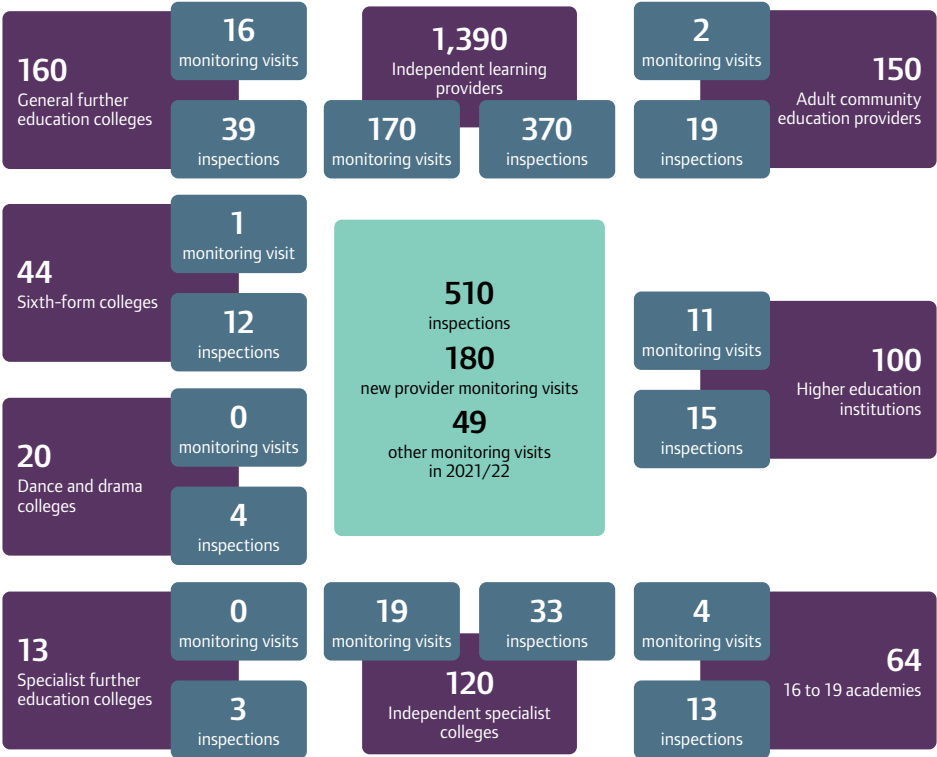 160
General further
education colleges
16
monitoring visits
39
inspections
1,390
Independent learning
providers
170
monitoring visits
370
inspections
2
monitoring visits
19
inspections
150
Adult community
education providers
44
Sixth-form colleges
1
monitoring visit
12
inspections
510
inspections
180
new provider monitoring visits
49
other monitoring visits
in 2021/22
11
monitoring visits
15
inspections
100
Higher education
institutions
20
Dance and drama
colleges
0
monitoring visits
4
inspections
13
Specialist further
education colleges
0
monitoring visits
3
inspections
19
monitoring visits
33
inspections
120
Independent specialist
colleges
4
monitoring visits
13
inspections
64
16 to 19 academies